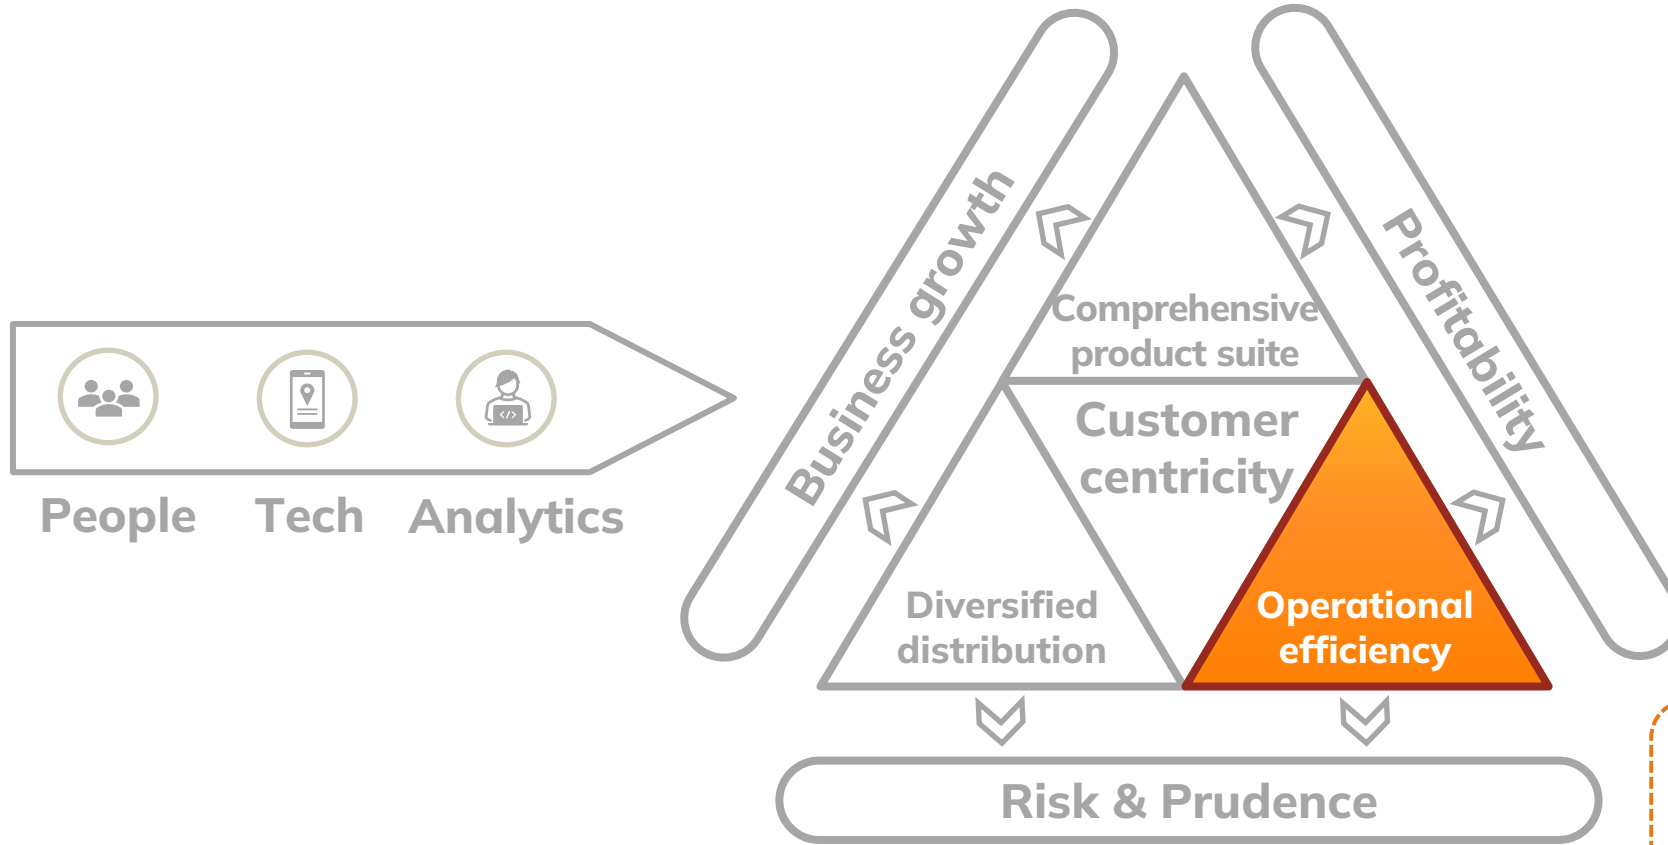 People
Tech
Analytics
Business growth
Profitability
Comprehensive
product suite
Customer
centricity
Diversified
distribution
Operational
efficiency
Risk & Prudence